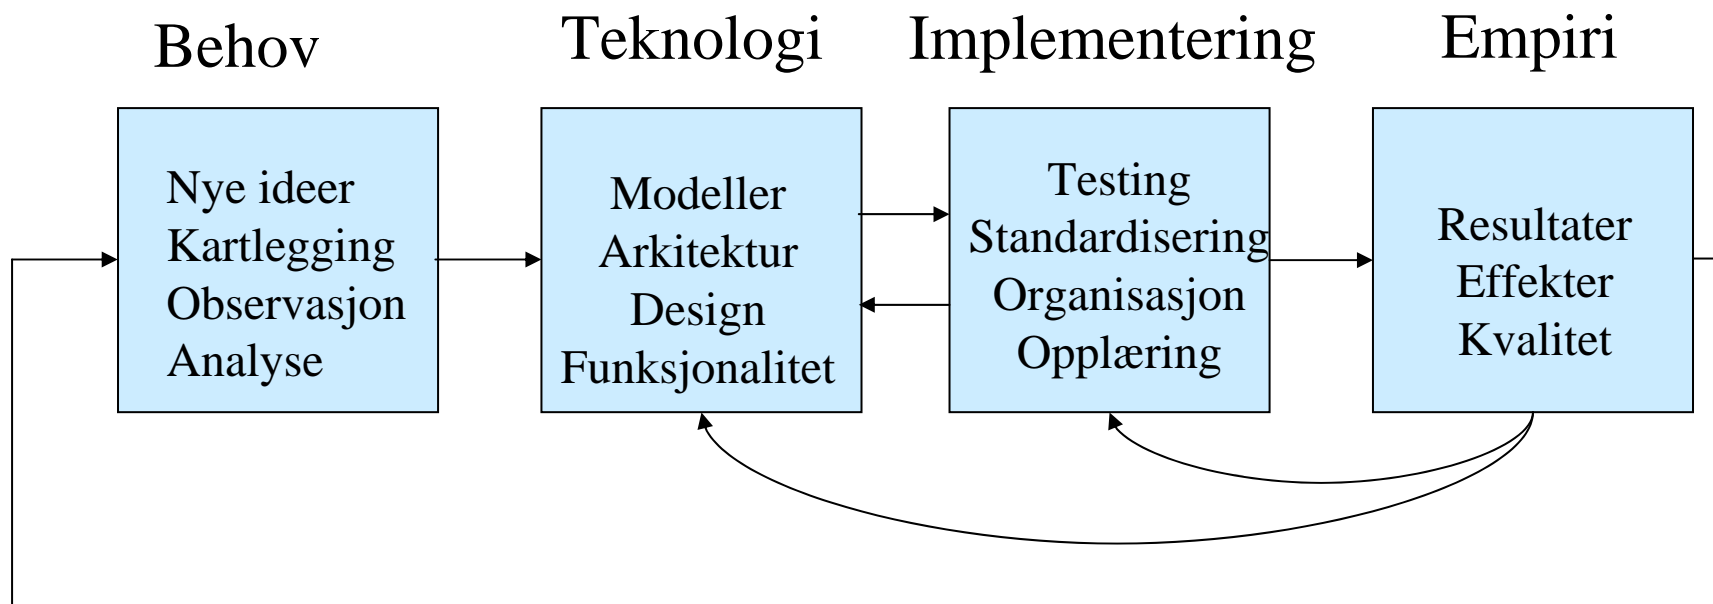 Behov
Teknologi
Implementering
Empiri
Nye ideer
Kartlegging
Observasjon
Analyse
Modeller
Arkitektur
Design
Funksjonalitet
Testing
Standardisering
Organisasjon
Opplæring
Resultater
Effekter
Kvalitet